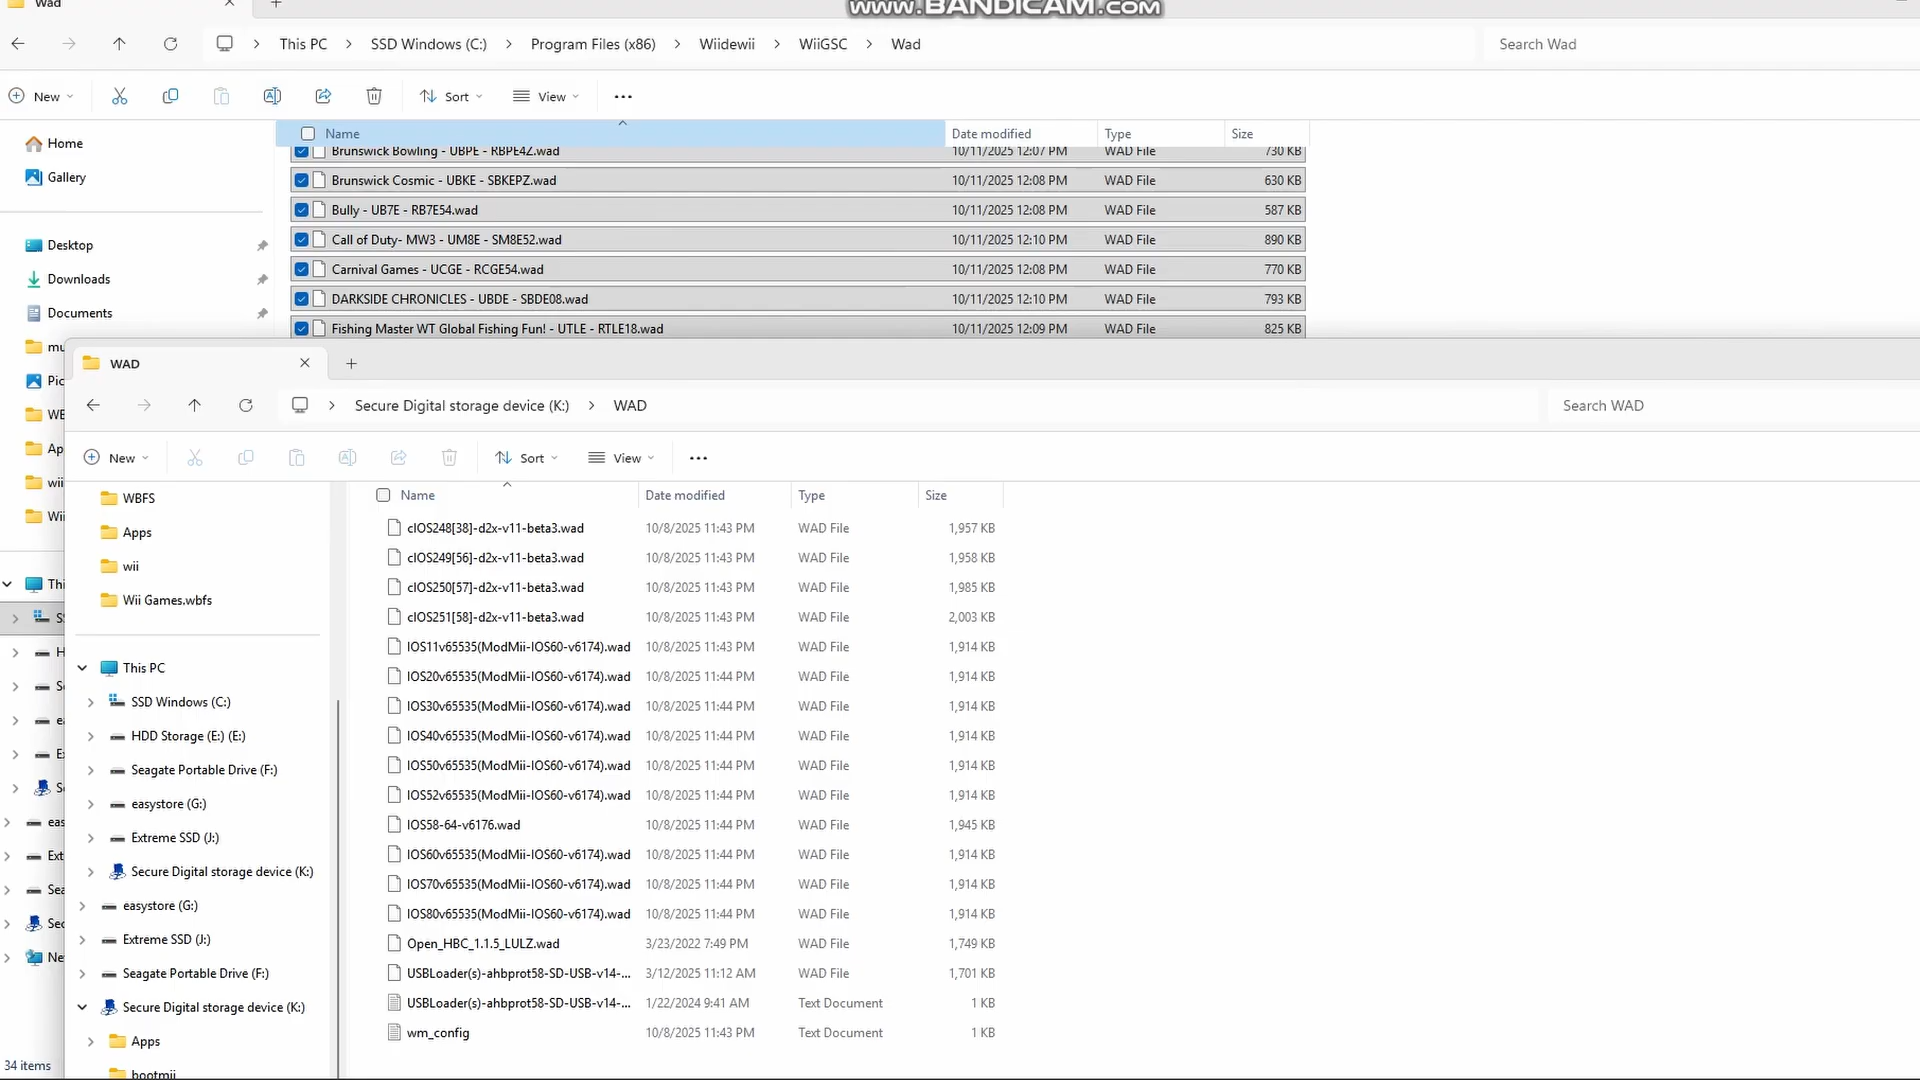 Wad
www.BANDICAM.com
This PC > SSD Windows (C:) > Program Files (x86) > Wiidewii > WiiGSC > Wad
Search Wad
New Sort View
Home
Gallery
Desktop
Downloads
Documents
Name Date modified Type Size
Brunswick Bowling - UBPE - RBPE4Z.wad 10/11/2025 12:07 PM WAD File 730 KB
Brunswick Cosmic - UBKE - SBKEPZ.wad 10/11/2025 12:08 PM WAD File 630 KB
Bully - UB7E - RB7E54.wad 10/11/2025 12:08 PM WAD File 587 KB
Call of Duty- MW3 - UM8E - SM8E52.wad 10/11/2025 12:10 PM WAD File 890 KB
Carnival Games - UCGE - RCGE54.wad 10/11/2025 12:08 PM WAD File 770 KB
DARKSIDE CHRONICLES - UBDE - SBDE08.wad 10/11/2025 12:10 PM WAD File 793 KB
Fishing Master WT Global Fishing Fun! - UTLE - RTLE18.wad 10/11/2025 12:09 PM WAD File 825 KB
mu
Pic
WE
Ap
wii
Wii
Thi
34 items
WAD
Secure Digital storage device (K:) > WAD
Search WAD
New Sort View
WBFS
Apps
wii
Wii Games.wbfs
This PC
SSD Windows (C:)
HDD Storage (E:) (E:)
Seagate Portable Drive (F:)
easystore (G:)
Extreme SSD (J:)
Secure Digital storage device (K:)
easystore (G:)
Extreme SSD (J:)
Seagate Portable Drive (F:)
Secure Digital storage device (K:)
Apps
bootmii
Name Date modified Type Size
cIOS248[38]-d2x-v11-beta3.wad 10/8/2025 11:43 PM WAD File 1,957 KB
cIOS249[56]-d2x-v11-beta3.wad 10/8/2025 11:43 PM WAD File 1,958 KB
cIOS250[57]-d2x-v11-beta3.wad 10/8/2025 11:43 PM WAD File 1,985 KB
cIOS251[58]-d2x-v11-beta3.wad 10/8/2025 11:43 PM WAD File 2,003 KB
IOS11v65535(ModMii-IOS60-v6174).wad 10/8/2025 11:43 PM WAD File 1,914 KB
IOS20v65535(ModMii-IOS60-v6174).wad 10/8/2025 11:44 PM WAD File 1,914 KB
IOS30v65535(ModMii-IOS60-v6174).wad 10/8/2025 11:44 PM WAD File 1,914 KB
IOS40v65535(ModMii-IOS60-v6174).wad 10/8/2025 11:44 PM WAD File 1,914 KB
IOS50v65535(ModMii-IOS60-v6174).wad 10/8/2025 11:44 PM WAD File 1,914 KB
IOS52v65535(ModMii-IOS60-v6174).wad 10/8/2025 11:44 PM WAD File 1,914 KB
IOS58-64-v6176.wad 10/8/2025 11:44 PM WAD File 1,945 KB
IOS60v65535(ModMii-IOS60-v6174).wad 10/8/2025 11:44 PM WAD File 1,914 KB
IOS70v65535(ModMii-IOS60-v6174).wad 10/8/2025 11:44 PM WAD File 1,914 KB
IOS80v65535(ModMii-IOS60-v6174).wad 10/8/2025 11:44 PM WAD File 1,914 KB
Open_HBC_1.1.5_LULZ.wad 3/23/2022 7:49 PM WAD File 1,749 KB
USBLoader(s)-ahbprot58-SD-USB-v14-... 3/12/2025 11:12 AM WAD File 1,701 KB
USBLoader(s)-ahbprot58-SD-USB-v14-... 1/22/2024 9:41 AM Text Document 1 KB
wm_config 10/8/2025 11:43 PM Text Document 1 KB